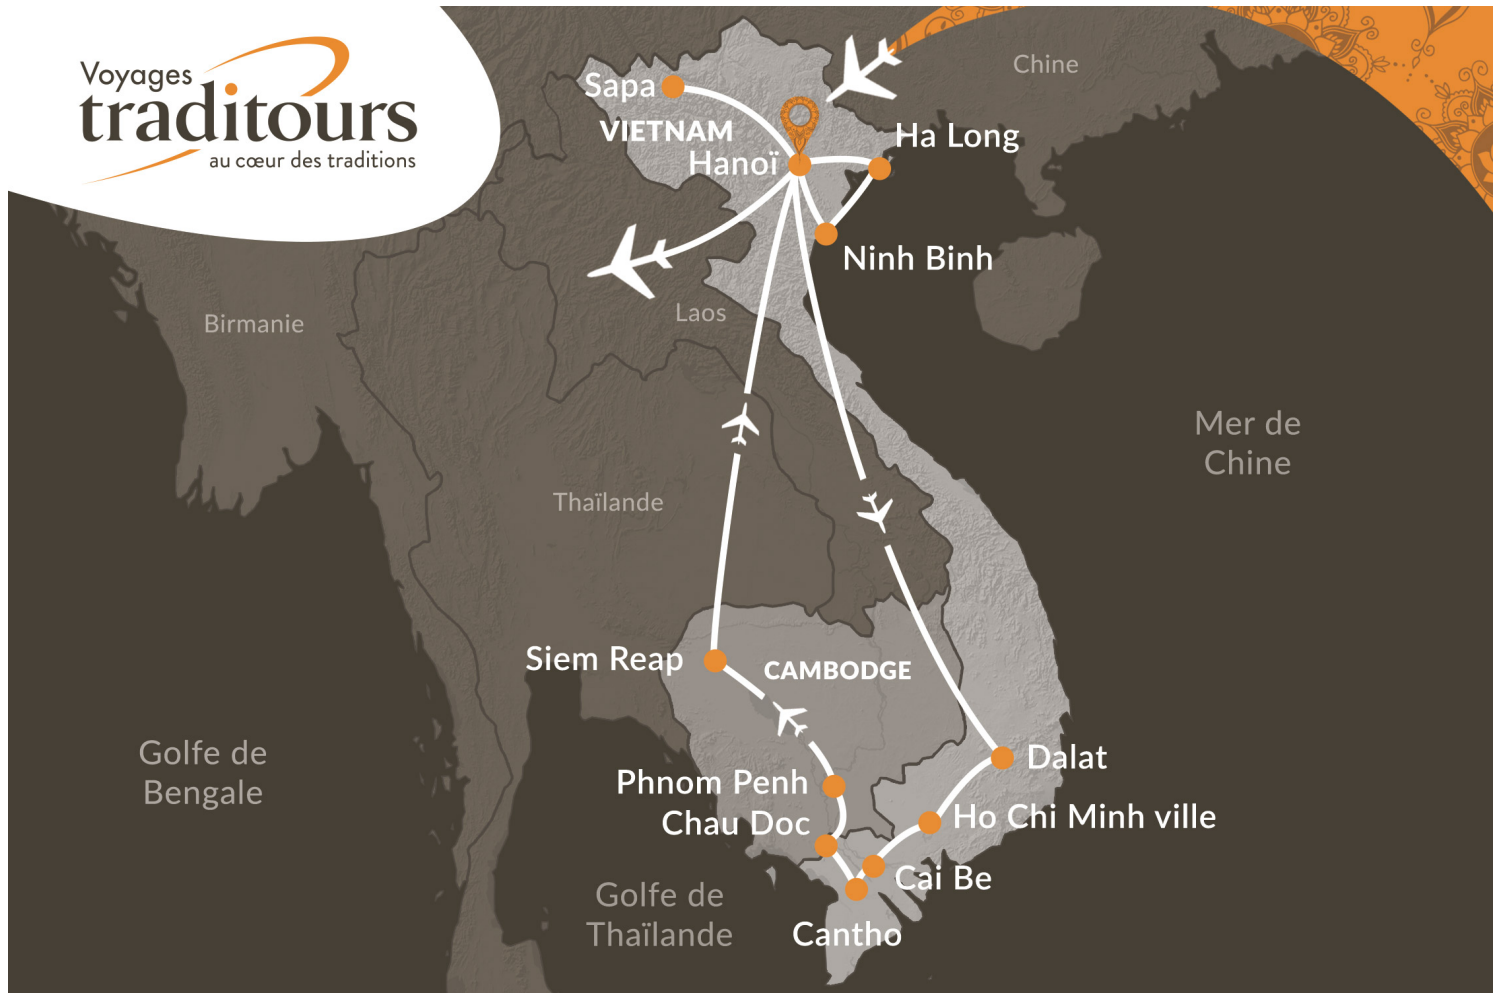 Voyages
traditours
au cœur des traditions
Chine
Sapa
VIETNAM
Hanoï
Ha Long
Ninh Binh
Birmanie
Laos
Mer de
Chine
Thaïlande
Siem Reap
CAMBODGE
Golfe de
Bengale
Dalat
Phnom Penh
Ho Chi Minh ville
Chau Doc
Cai Be
Golfe de
Thaïlande
Cantho